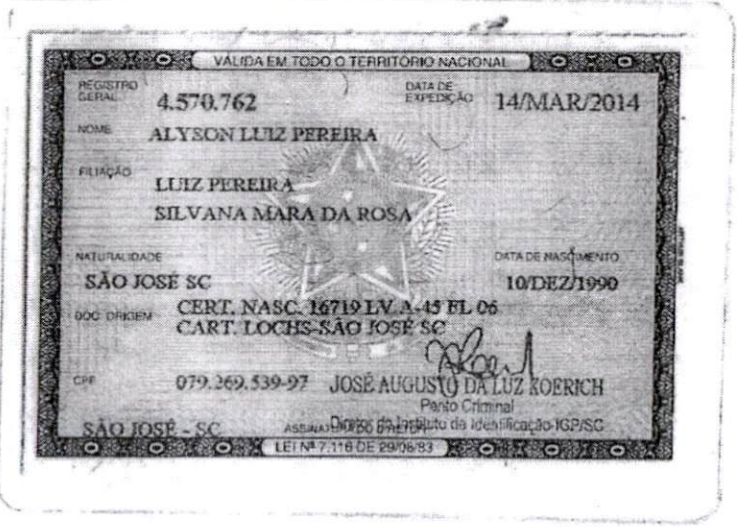 VÁLIDA EM TODO O TERRITÓRIO NACIONAL
REGISTRO GERAL 4.570.762 DATA DE EXPEDIÇÃO 14/MAR/2014
NOME ALYSON LUIZ PEREIRA
FILIAÇÃO
LUIZ PEREIRA
SILVANA MARA DA ROSA
NATURALIDADE DATA DE NASCIMENTO
SÃO JOSÉ SC 10/DEZ/1990
DOC ORIGEM CERT. NASC. 16719 LV A-45 FL 06
CART. LOCHS-SÃO JOSÉ SC
CPF 079.269.539-97 JOSÉ AUGUSTO DA LUZ KOERICH
Perito Criminal
SÃO JOSÉ - SC Diretor do Instituto de Identificação-IGP/SC
LEI Nº 7.116 DE 29/08/83